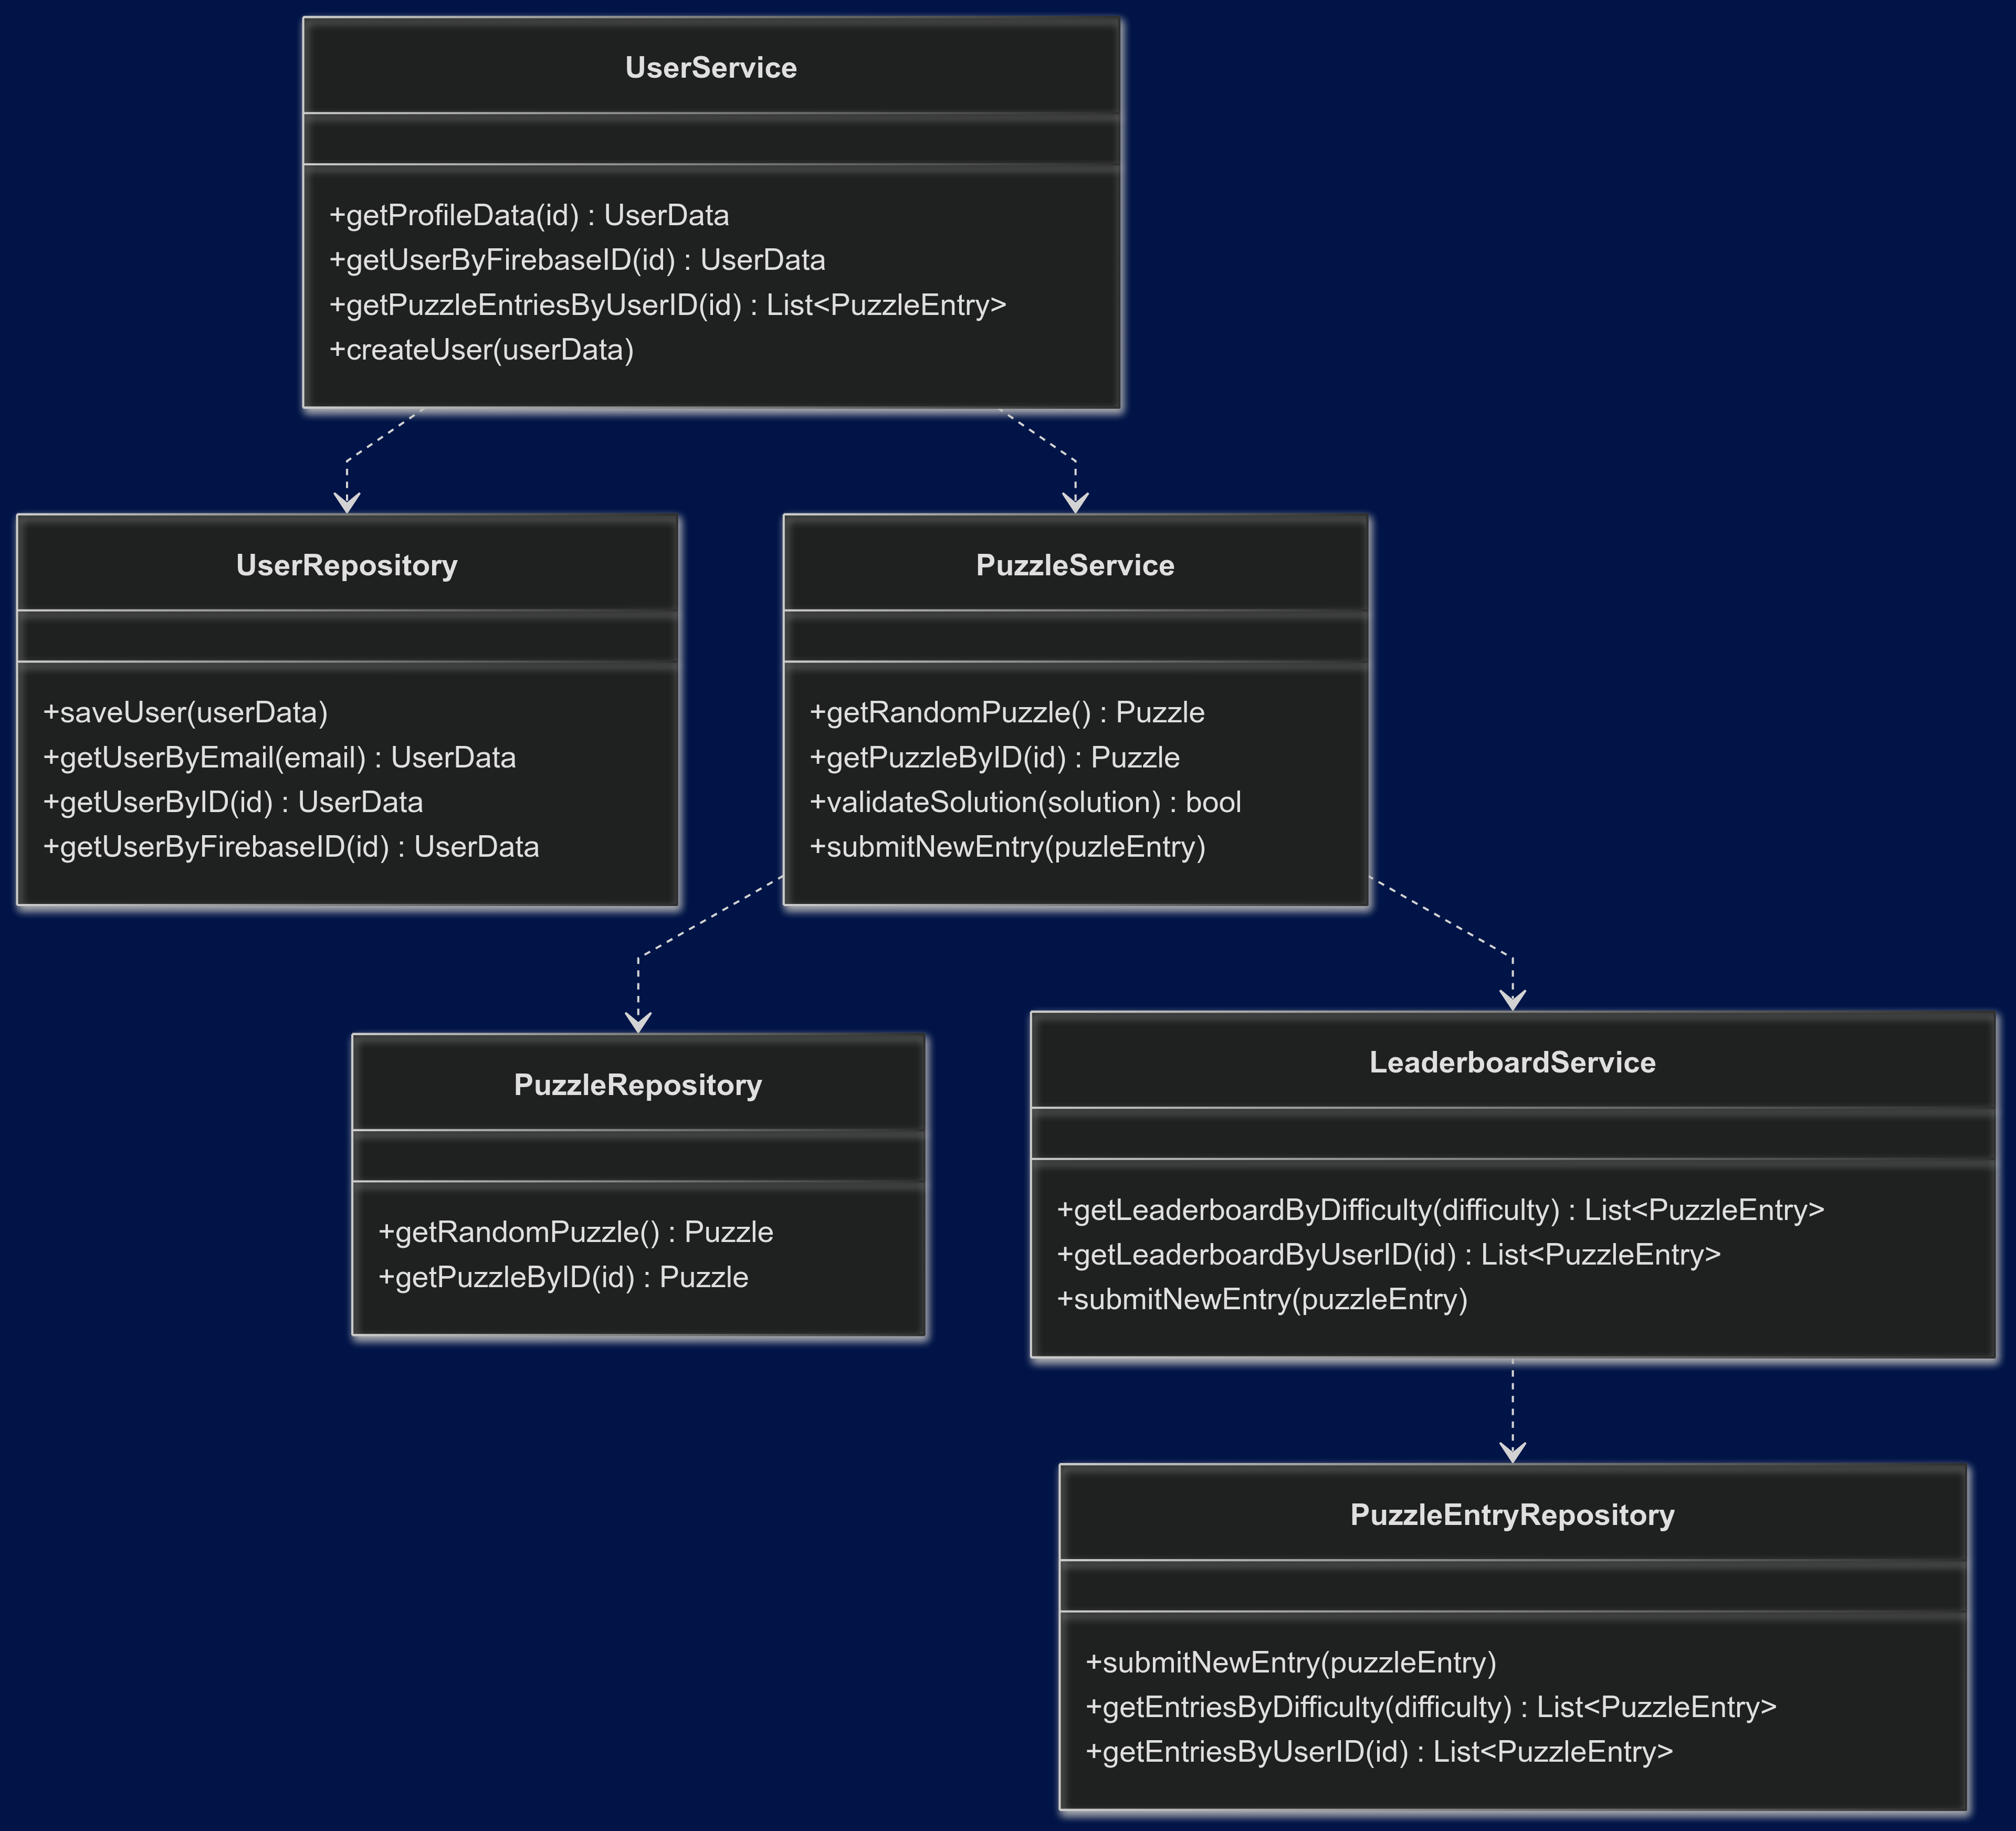 UserService
+getProfileData(id) : UserData
+getUserByFirebaseID(id) : UserData
+getPuzzleEntriesByUserID(id) : List<PuzzleEntry>
+createUser(userData)
UserRepository
+saveUser(userData)
+getUserByEmail(email) : UserData
+getUserByID(id) : UserData
+getUserByFirebaseID(id) : UserData
PuzzleService
+getRandomPuzzle() : Puzzle
+getPuzzleByID(id) : Puzzle
+validateSolution(solution) : bool
+submitNewEntry(puzleEntry)
PuzzleRepository
+getRandomPuzzle() : Puzzle
+getPuzzleByID(id) : Puzzle
LeaderboardService
+getLeaderboardByDifficulty(difficulty) : List<PuzzleEntry>
+getLeaderboardByUserID(id) : List<PuzzleEntry>
+submitNewEntry(puzzleEntry)
PuzzleEntryRepository
+submitNewEntry(puzzleEntry)
+getEntriesByDifficulty(difficulty) : List<PuzzleEntry>
+getEntriesByUserID(id) : List<PuzzleEntry>